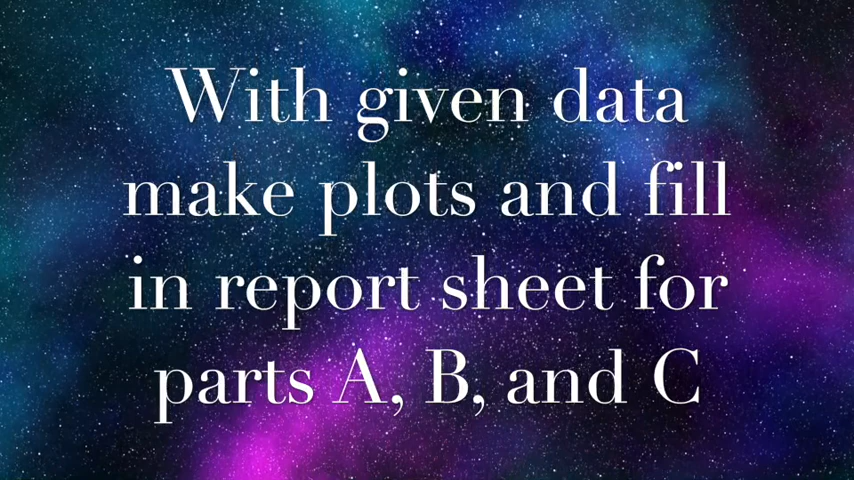 With given data
make plots and fill
in report sheet for
parts A, B, and C